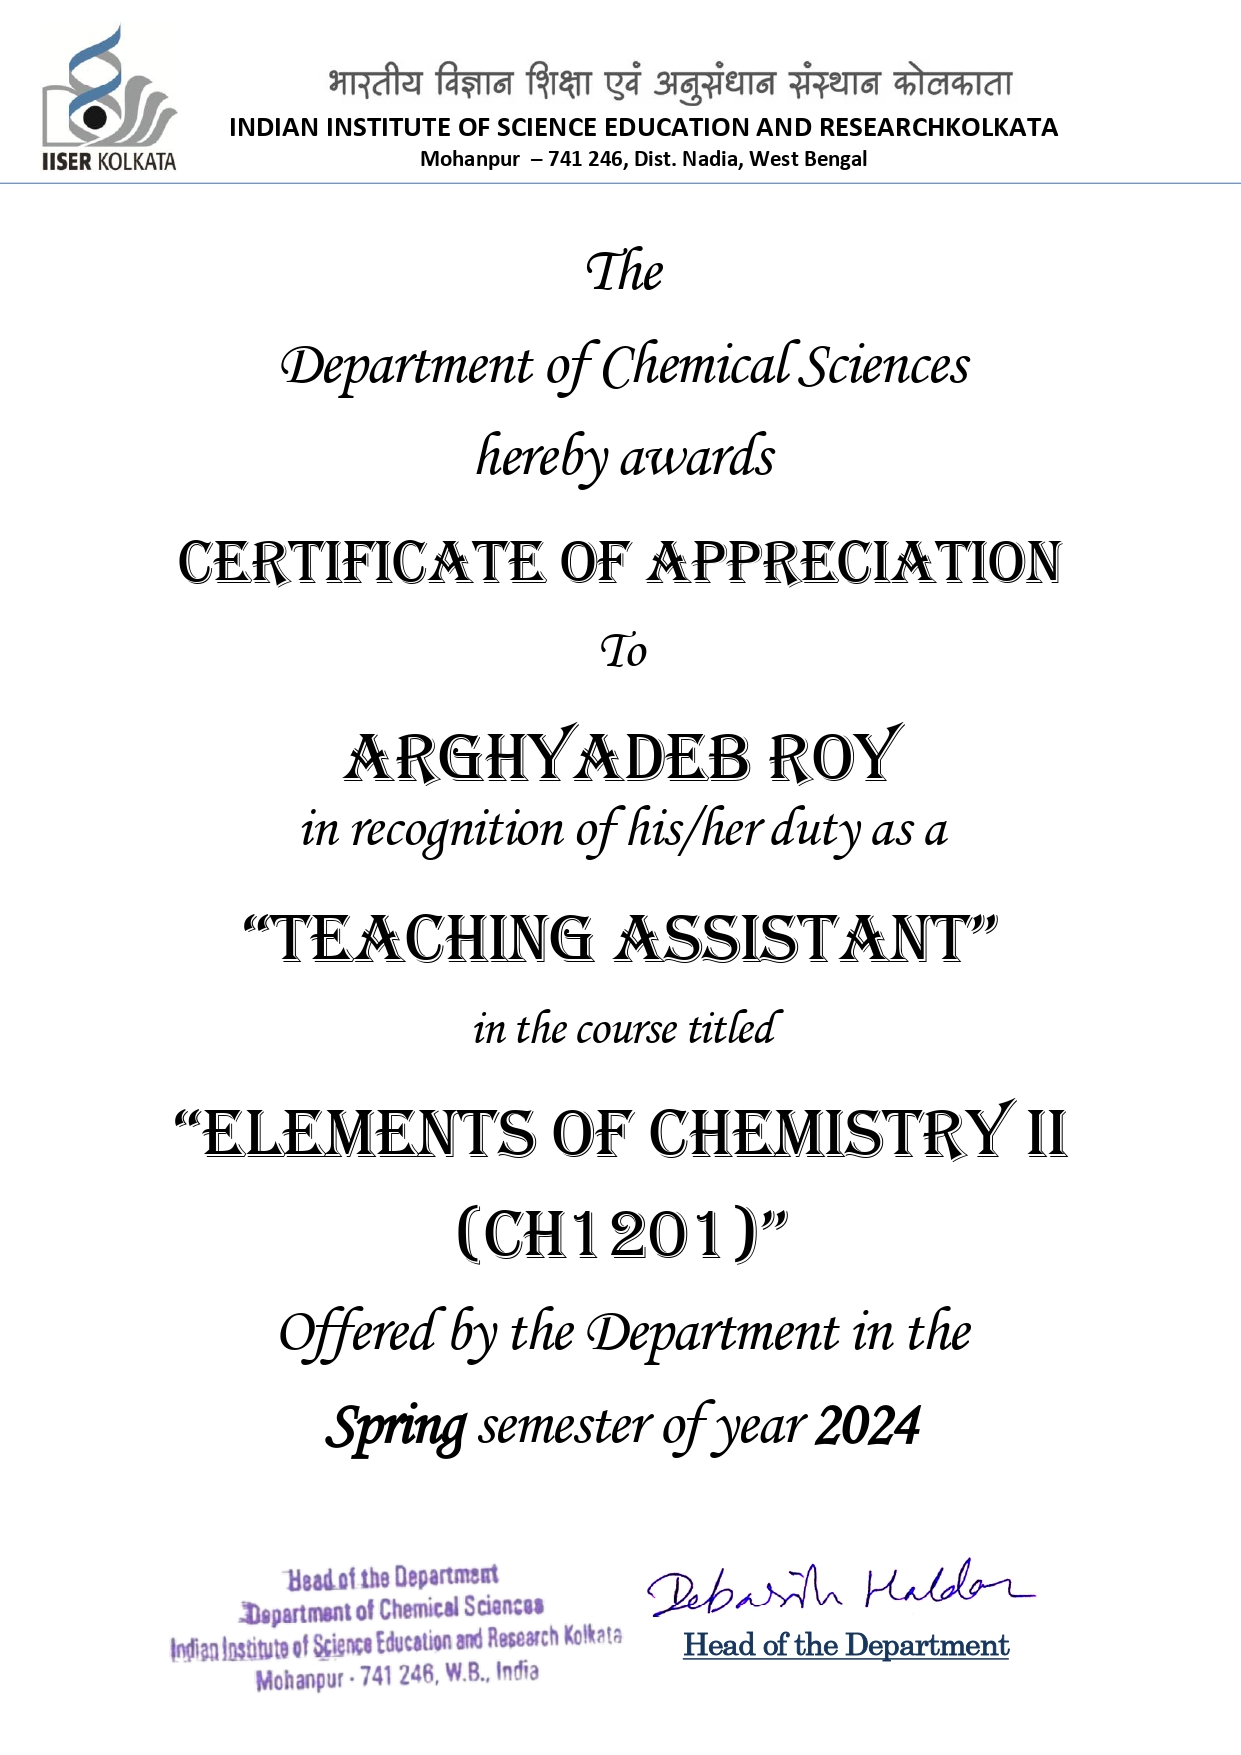 IISER KOLKATA
भारतीय विज्ञान शिक्षा एवं अनुसंधान संस्थान कोलकाता
INDIAN INSTITUTE OF SCIENCE EDUCATION AND RESEARCHKOLKATA
Mohanpur – 741 246, Dist. Nadia, West Bengal
The
Department of Chemical Sciences
hereby awards
CERTIFICATE OF APPRECIATION
To
ARGHYADEB ROY
in recognition of his/her duty as a
“TEACHING ASSISTANT”
in the course titled
“ELEMENTS OF CHEMISTRY II
(CH1201)”
Offered by the Department in the
Spring semester of year 2024
Head of the Department
Department of Chemical Sciences
Indian Institute of Science Education and Research Kolkata
Mohanpur - 741 246, W.B., India
Debasish Haldar
Head of the Department